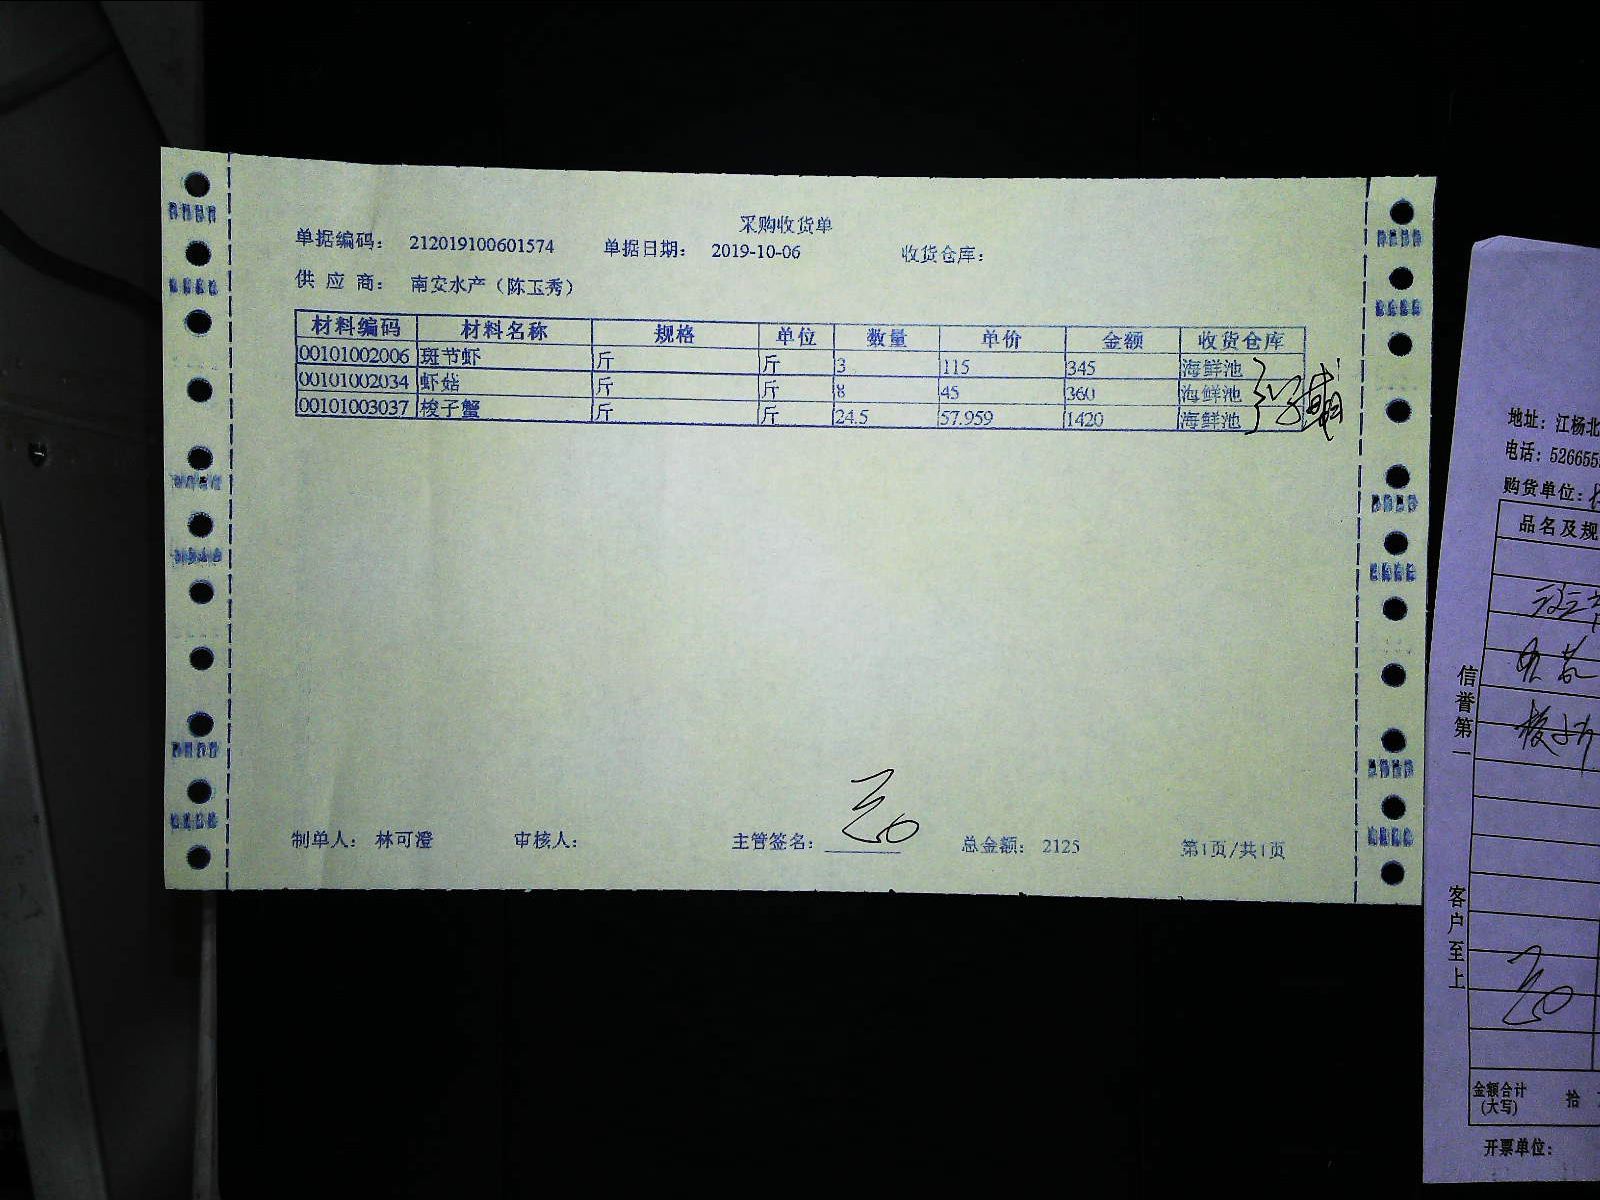 采购收货单
单据编码： 212019100601574 单据日期： 2019-10-06 收货仓库：
供 应 商： 南安水产（陈玉秀）
材料编码 材料名称 规格 单位 数量 单价 金额 收货仓库
00101002006 斑节虾 斤 斤 3 115 345 海鲜池
00101002034 虾菇 斤 斤 8 45 360 海鲜池
00101003037 梭子蟹 斤 斤 24.5 57.959 1420 海鲜池
制单人： 林可澄 审核人： 主管签名： 总金额： 2125 第1页/共1页
地址：江杨北
电话：526655
购货单位：
品名及规
信誉第一
客户至上
金额合计
(大写)
拾
开票单位：